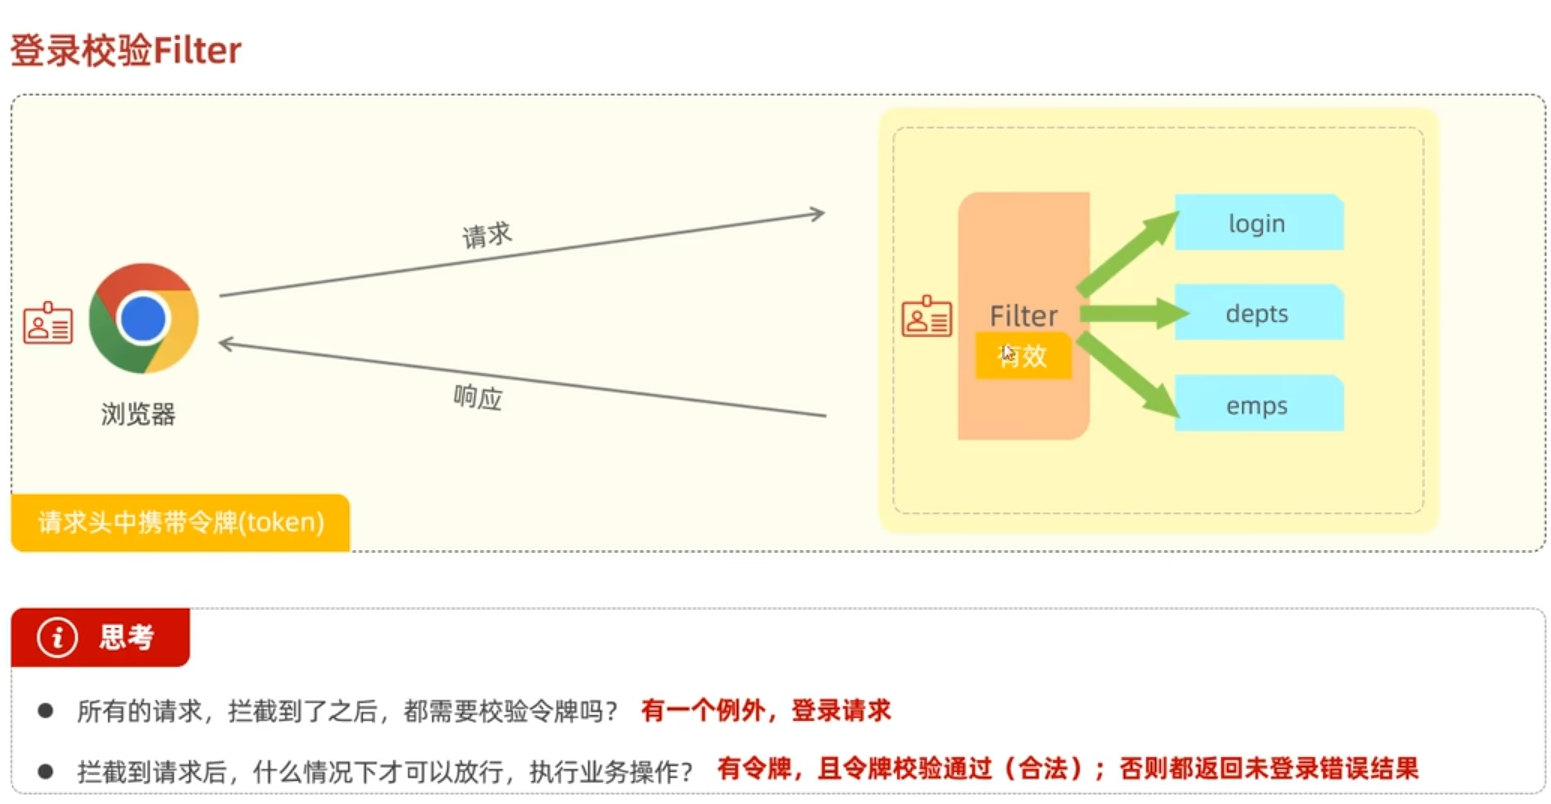 登录校验Filter
请求
login
Filter
depts
有效
emps
响应
浏览器
请求头中携带令牌(token)
思考
所有的请求，拦截到了之后，都需要校验令牌吗？ 有一个例外，登录请求
拦截到请求后，什么情况下才可以放行，执行业务操作？ 有令牌，且令牌校验通过（合法）；否则都返回未登录错误结果